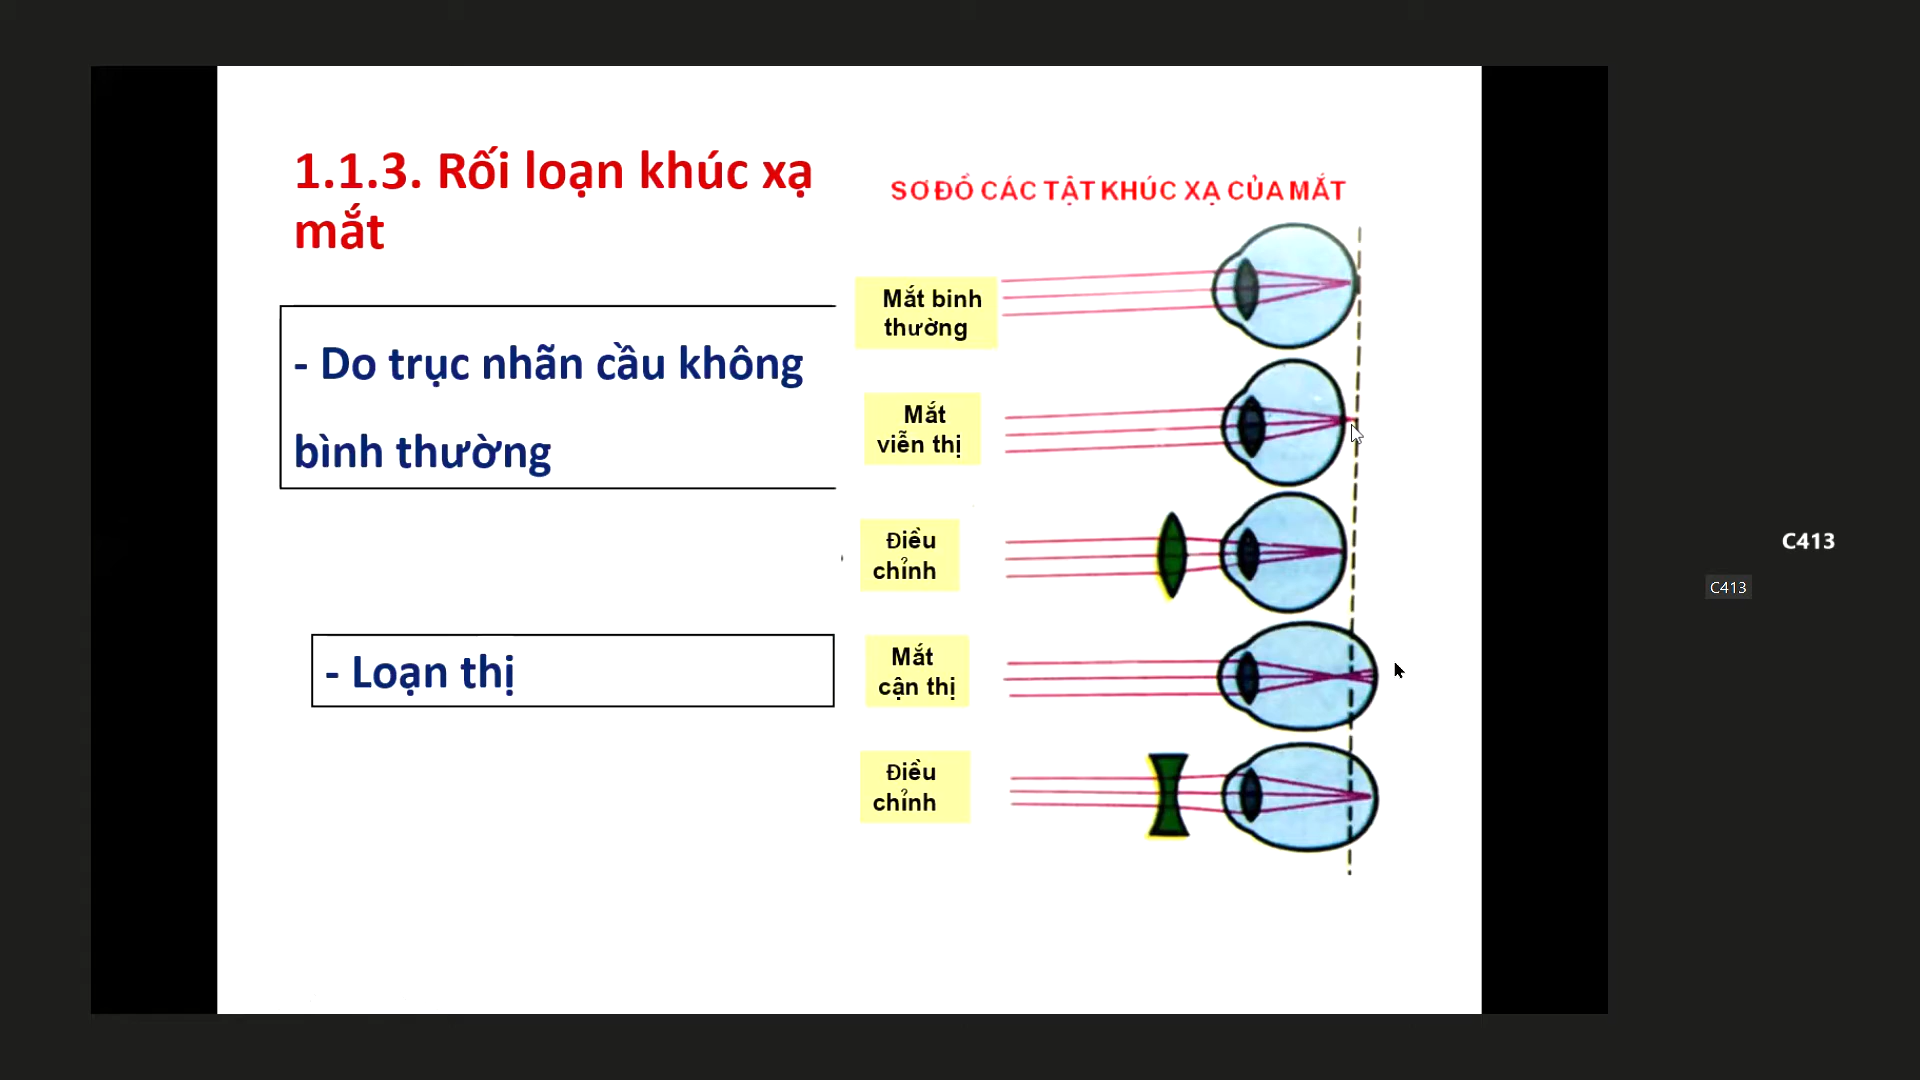 1.1.3. Rối loạn khúc xạ
mắt
- Do trục nhãn cầu không
bình thường
- Loạn thị
SƠ ĐỒ CÁC TẬT KHÚC XẠ CỦA MẮT
Mắt binh
thường
Mắt
viễn thị
Điều
chỉnh
Mắt
cận thị
Điều
chỉnh
C413
C413